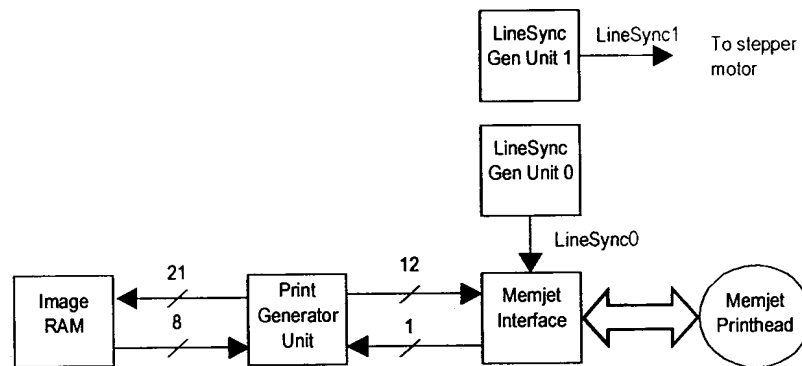 LineSync
Gen Unit 1
LineSync1
To stepper
motor
LineSync
Gen Unit 0
LineSync0
21
12
Image
RAM
8
Print
Generator
Unit
1
Memjet
Interface
Memjet
Printhead